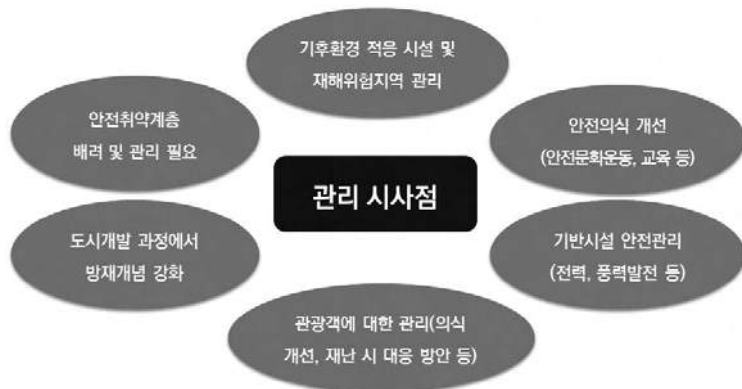 기후환경 적응 시설 및
재해위험지역 관리
안전취약계층
배려 및 관리 필요
안전의식 개선
(안전문화운동, 교육 등)
관리 시사점
도시개발 과정에서
방재개념 강화
기반시설 안전관리
(전력, 풍력발전 등)
관광객에 대한 관리(의식
개선, 재난 시 대응 방안 등)